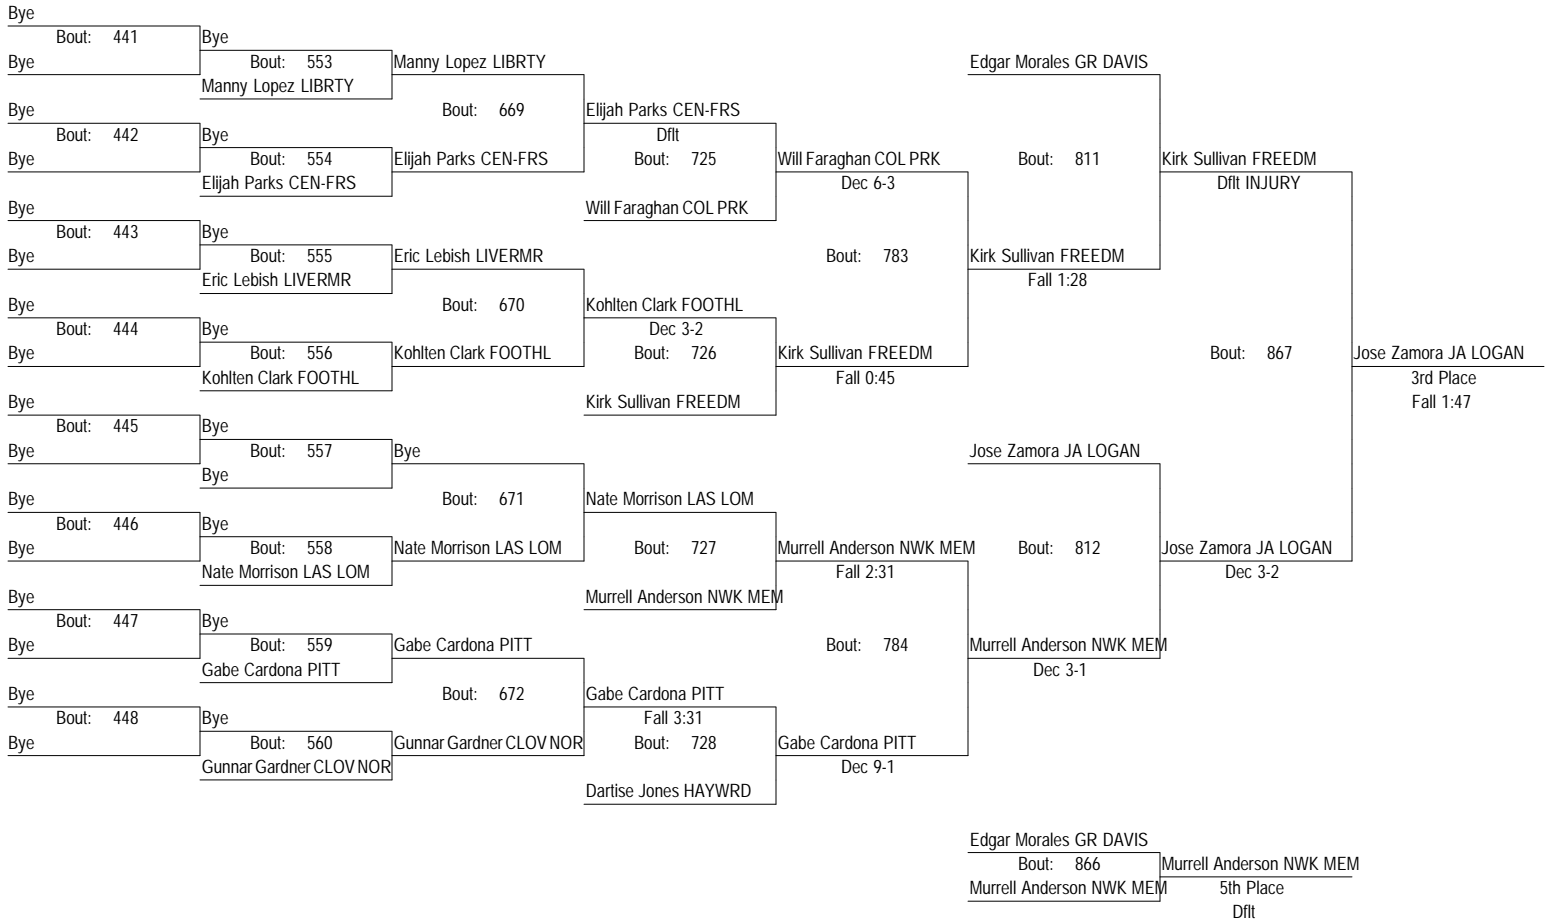 Bye
Bout: 441 Bye
Bye Bout: 553 Manny Lopez LIBRTY Edgar Morales GR DAVIS
Manny Lopez LIBRTY
Bye Bout: 669 Elijah Parks CEN-FRS
Bout: 442 Bye Dflt
Bye Bout: 554 Elijah Parks CEN-FRS Bout: 725 Will Faraghan COL PRK Bout: 811 Kirk Sullivan FREEDM
Elijah Parks CEN-FRS Dec 6-3 Dflt INJURY
Bye Will Faraghan COL PRK
Bout: 443 Bye
Bye Bout: 555 Eric Lebish LIVERMR Bout: 783 Kirk Sullivan FREEDM
Eric Lebish LIVERMR Fall 1:28
Bye Bout: 670 Kohlten Clark FOOTHL
Bout: 444 Bye Dec 3-2
Bye Bout: 556 Kohlten Clark FOOTHL Bout: 726 Kirk Sullivan FREEDM Bout: 867 Jose Zamora JA LOGAN
Kohlten Clark FOOTHL Fall 0:45 3rd Place
Bye Kirk Sullivan FREEDM Fall 1:47
Bout: 445 Bye
Bye Bout: 557 Bye Jose Zamora JA LOGAN
Bye
Bye Bout: 671 Nate Morrison LAS LOM
Bout: 446 Bye
Bye Bout: 558 Nate Morrison LAS LOM Bout: 727 Murrell Anderson NWK MEM Bout: 812 Jose Zamora JA LOGAN
Nate Morrison LAS LOM Fall 2:31 Dec 3-2
Bye Murrell Anderson NWK MEM
Bout: 447 Bye
Bye Bout: 559 Gabe Cardona PITT Bout: 784 Murrell Anderson NWK MEM
Gabe Cardona PITT Dec 3-1
Bye Bout: 672 Gabe Cardona PITT
Bout: 448 Bye Fall 3:31
Bye Bout: 560 Gunnar Gardner CLOV NOR Bout: 728 Gabe Cardona PITT
Gunnar Gardner CLOV NOR Dec 9-1
Dartise Jones HAYWRD
Edgar Morales GR DAVIS
Bout: 866 Murrell Anderson NWK MEM
Murrell Anderson NWK MEM 5th Place
Dflt